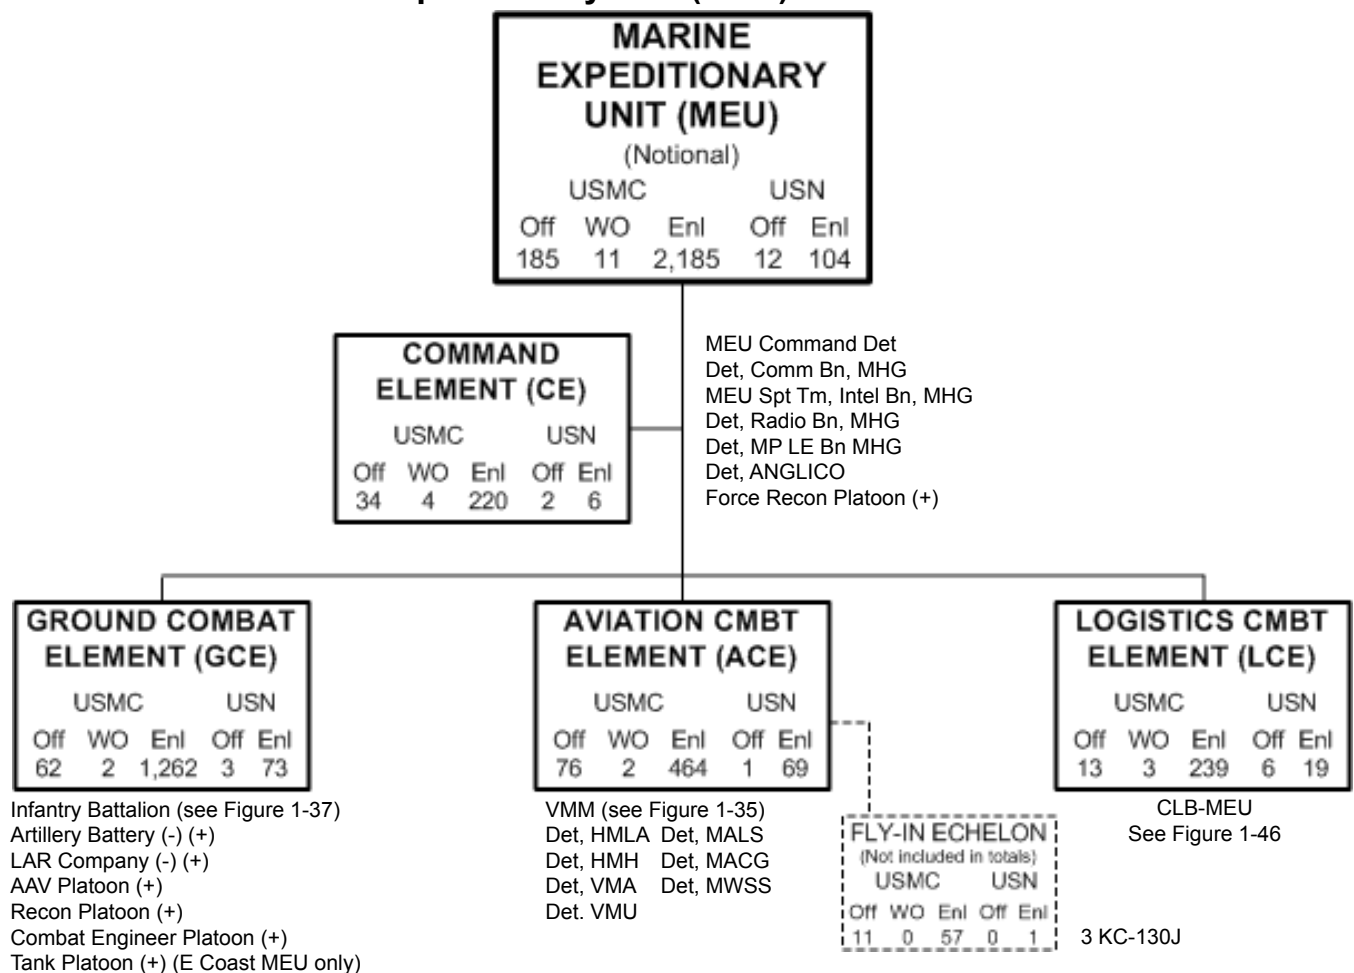 MARINE
EXPEDITIONARY
UNIT (MEU)
(Notional)
USMC USN
Off WO Enl Off Enl
185 11 2,185 12 104
COMMAND
ELEMENT (CE)
USMC USN
Off WO Enl Off Enl
34 4 220 2 6
MEU Command Det
Det, Comm Bn, MHG
MEU Spt Tm, Intel Bn, MHG
Det, Radio Bn, MHG
Det, MP LE Bn MHG
Det, ANGLICO
Force Recon Platoon (+)
GROUND COMBAT
ELEMENT (GCE)
USMC USN
Off WO Enl Off Enl
62 2 1,262 3 73
Infantry Battalion (see Figure 1-37)
Artillery Battery (-) (+)
LAR Company (-) (+)
AAV Platoon (+)
Recon Platoon (+)
Combat Engineer Platoon (+)
Tank Platoon (+) (E Coast MEU only)
AVIATION CMBT
ELEMENT (ACE)
USMC USN
Off WO Enl Off Enl
76 2 464 1 69
VMM (see Figure 1-35)
Det, HMLA Det, MALS
Det, HMH Det, MACG
Det, VMA Det, MWSS
Det. VMU
FLY-IN ECHELON
(Not included in totals)
USMC USN
Off WO Enl Off Enl
11 0 57 0 1
3 KC-130J
LOGISTICS CMBT
ELEMENT (LCE)
USMC USN
Off WO Enl Off Enl
13 3 239 6 19
CLB-MEU
See Figure 1-46